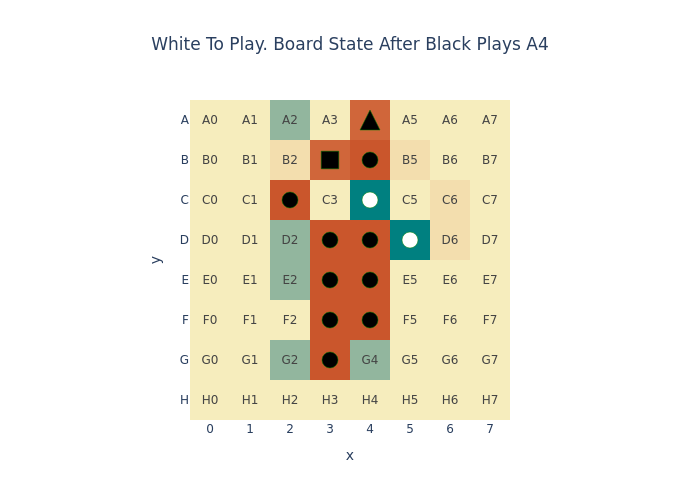 White To Play. Board State After Black Plays A4
A A0 A1 A2 A3 A5 A6 A7
B B0 B1 B2 B5 B6 B7
C C0 C1 C3 C5 C6 C7
D D0 D1 D2 D6 D7
y
E E0 E1 E2 E5 E6 E7
F F0 F1 F2 F5 F6 F7
G G0 G1 G2 G4 G5 G6 G7
H H0 H1 H2 H3 H4 H5 H6 H7
0 1 2 3 4 5 6 7
x